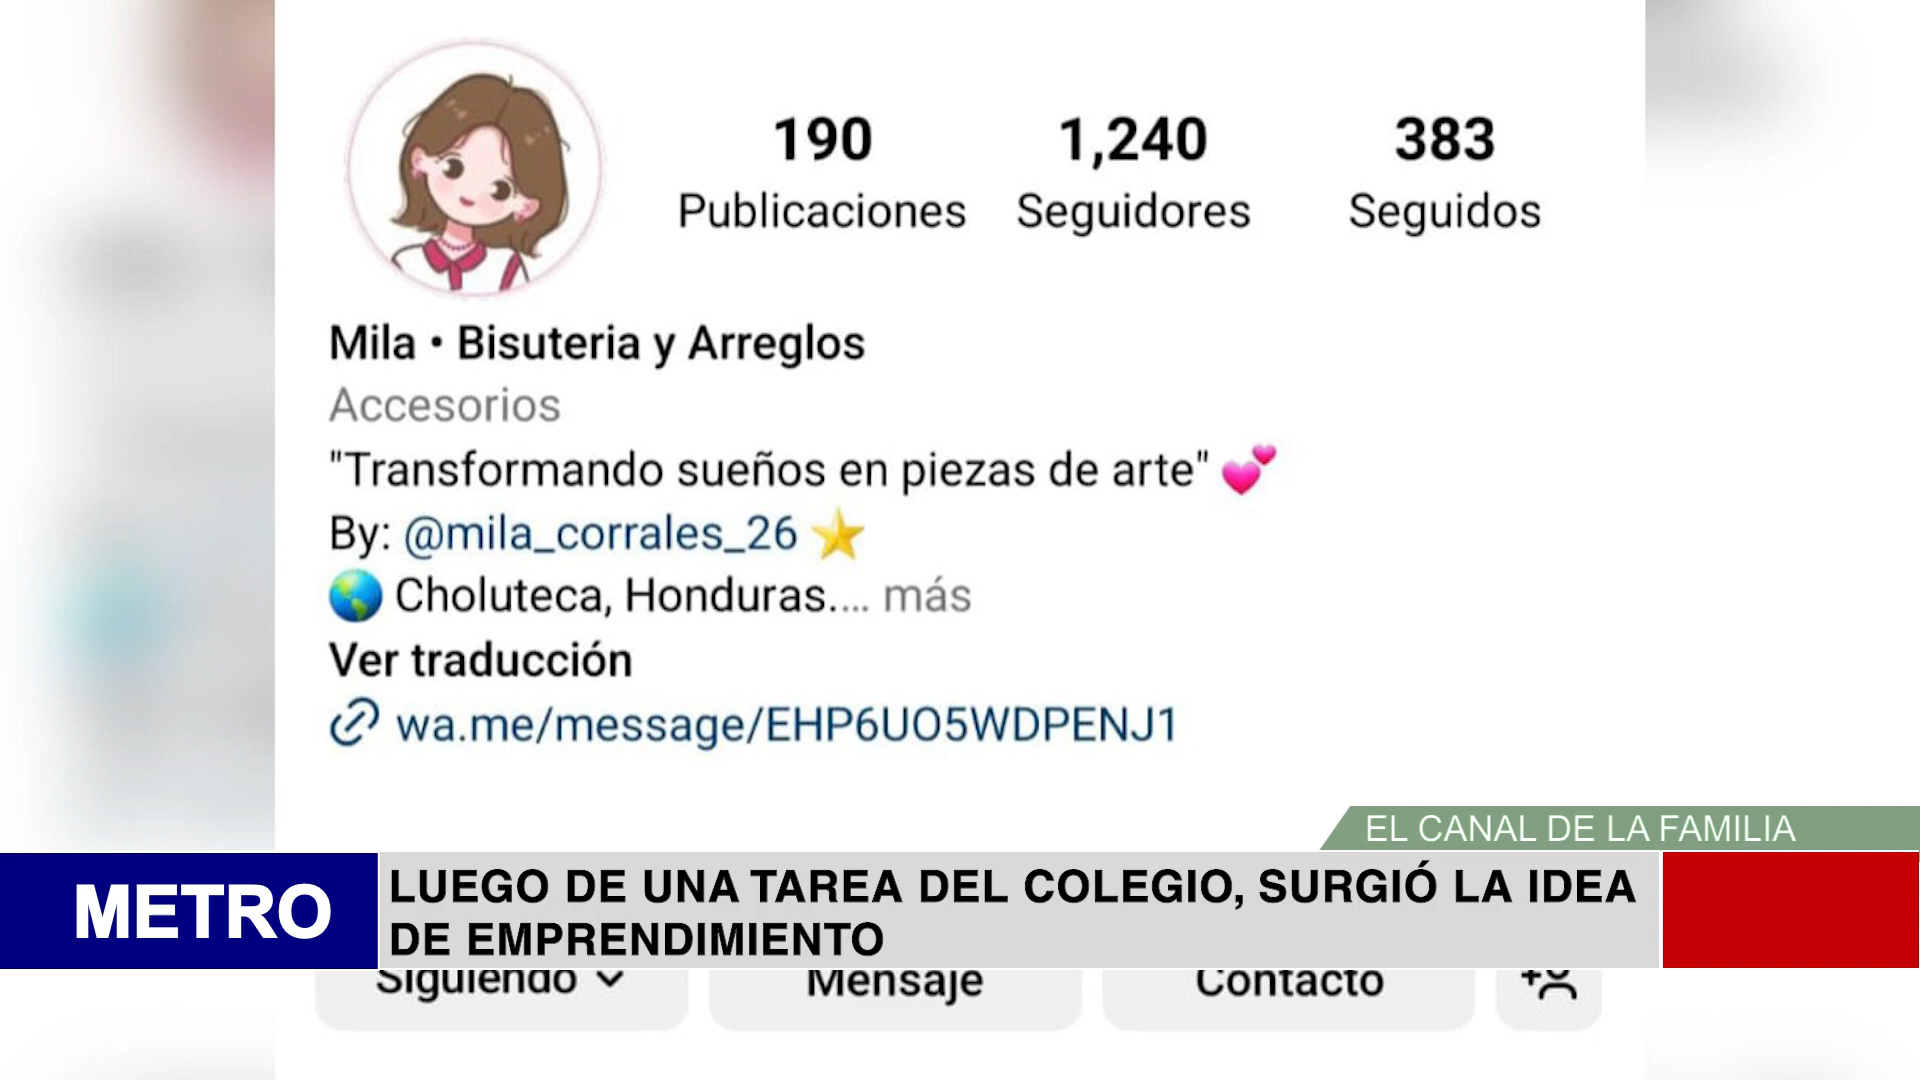 190
1,240
383
Publicaciones
Seguidores
Seguidos
Mila • Bisuteria y Arreglos
Accesorios
"Transformando sueños en piezas de arte" 💕
By: @mila_corrales_26 ⭐
🌎 Choluteca, Honduras.... más
Ver traducción
wa.me/message/EHP6UO5WDPENJ1
EL CANAL DE LA FAMILIA
METRO
LUEGO DE UNA TAREA DEL COLEGIO, SURGIÓ LA IDEA
DE EMPRENDIMIENTO
Siguiendo
Mensaje
Contacto